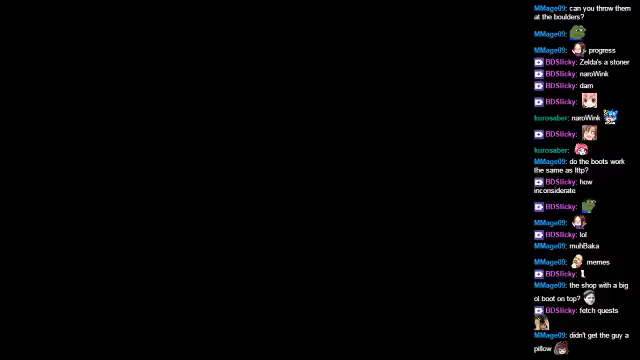 MMage09: can you throw them
at the boulders?
MMage09:
MMage09: progress
BDSlicky: Zelda's a stoner
BDSlicky: naroWink
BDSlicky: dam
BDSlicky:
kurosaber: naroWink
BDSlicky:
kurosaber:
MMage09: do the boots work
the same as lttp?
BDSlicky: how
inconsiderate
BDSlicky:
MMage09:
BDSlicky: lol
MMage09: muhBaka
MMage09: memes
BDSlicky:
MMage09: the shop with a big
ol boot on top?
BDSlicky: fetch quests
MMage09: didn't get the guy a
pillow